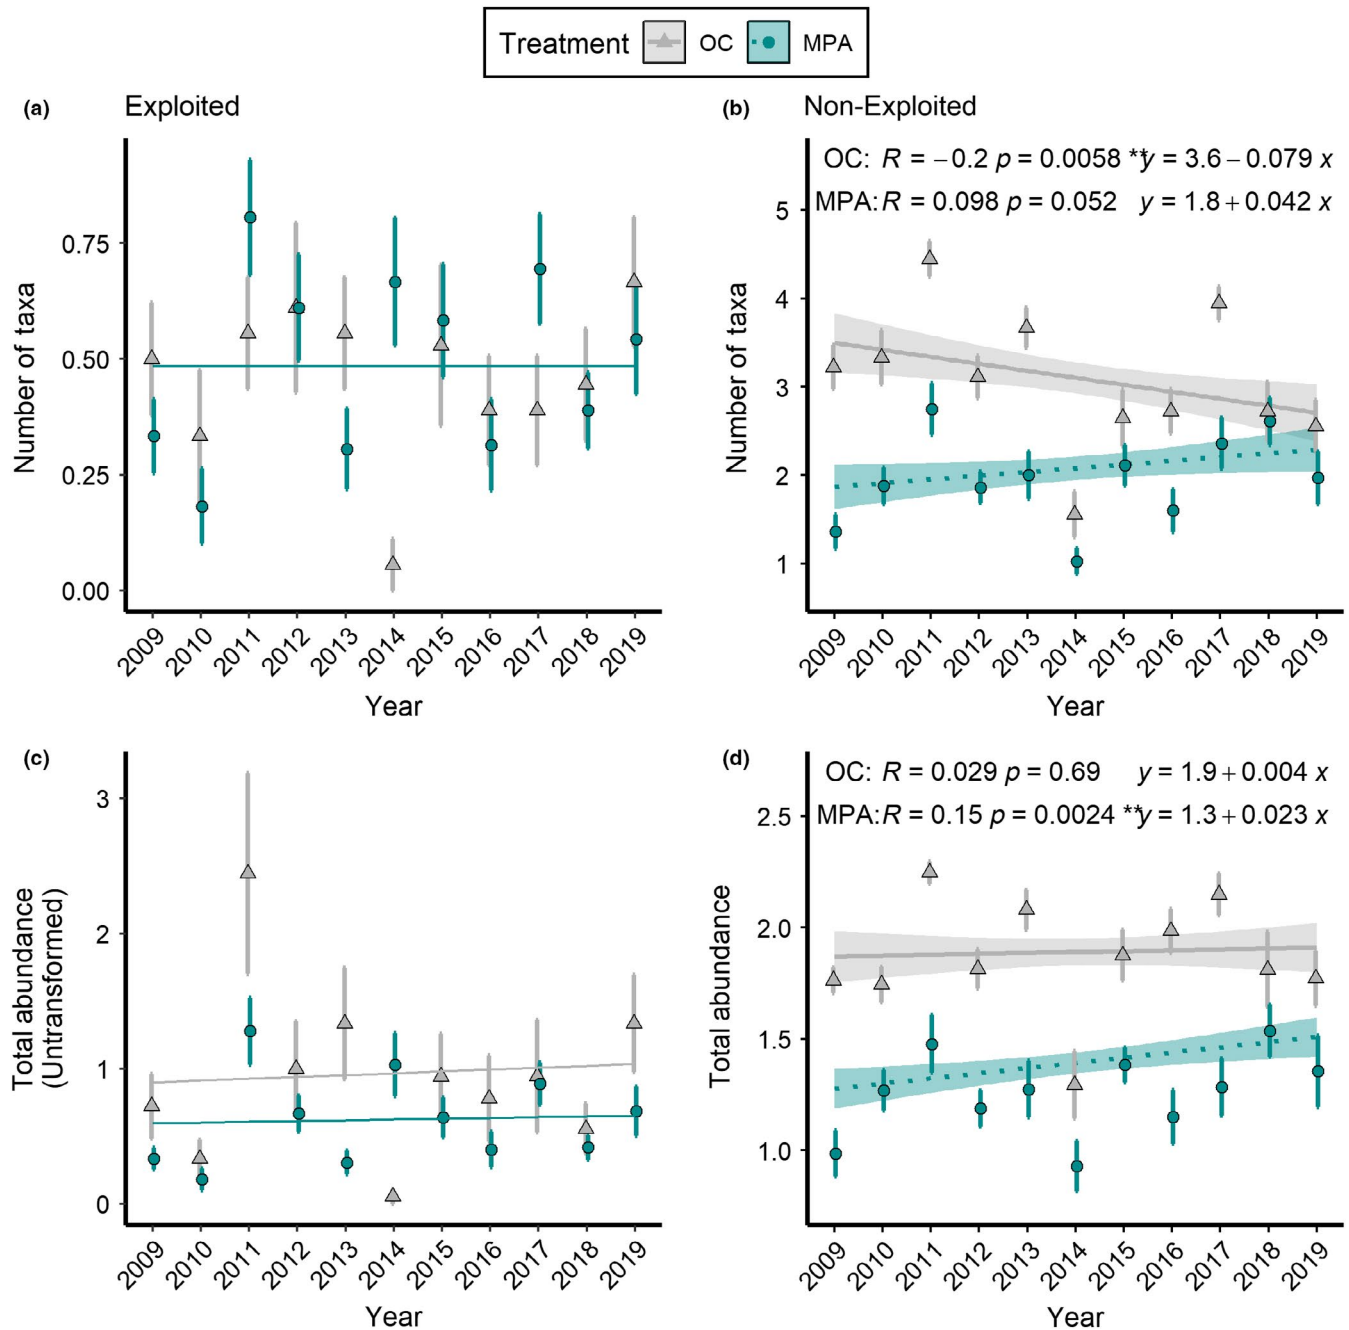 Treatment OC MPA
(a) Exploited
Number of taxa
0.75
0.50
0.25
0.00
2009 2010 2011 2012 2013 2014 2015 2016 2017 2018 2019
Year
(b) Non-Exploited
OC: R = −0.2 p = 0.0058 ** y = 3.6 − 0.079 x
MPA: R = 0.098 p = 0.052 y = 1.8 + 0.042 x
Number of taxa
5
4
3
2
1
2009 2010 2011 2012 2013 2014 2015 2016 2017 2018 2019
Year
(c)
Total abundance
(Untransformed)
3
2
1
0
2009 2010 2011 2012 2013 2014 2015 2016 2017 2018 2019
Year
(d)
OC: R = 0.029 p = 0.69 y = 1.9 + 0.004 x
MPA: R = 0.15 p = 0.0024 ** y = 1.3 + 0.023 x
Total abundance
2.5
2.0
1.5
1.0
2009 2010 2011 2012 2013 2014 2015 2016 2017 2018 2019
Year